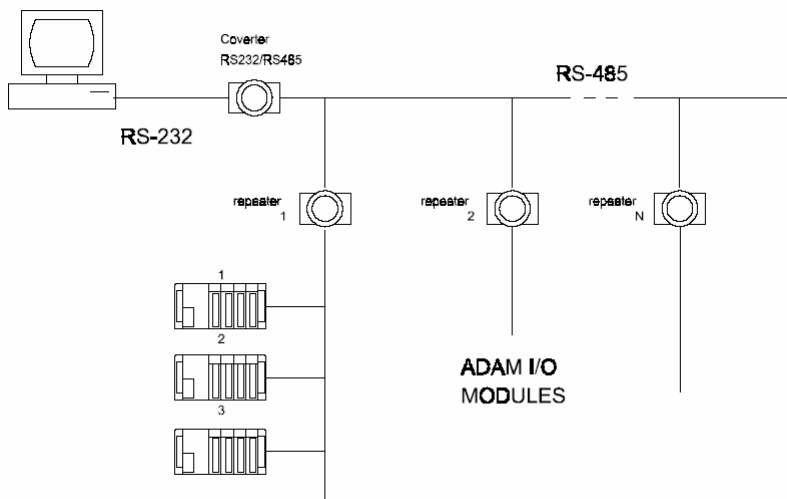 Coverter
RS232/RS485
RS-485
RS-232
repeater
1
repeater
2
repeater
N
1
2
3
ADAM I/O
MODULES